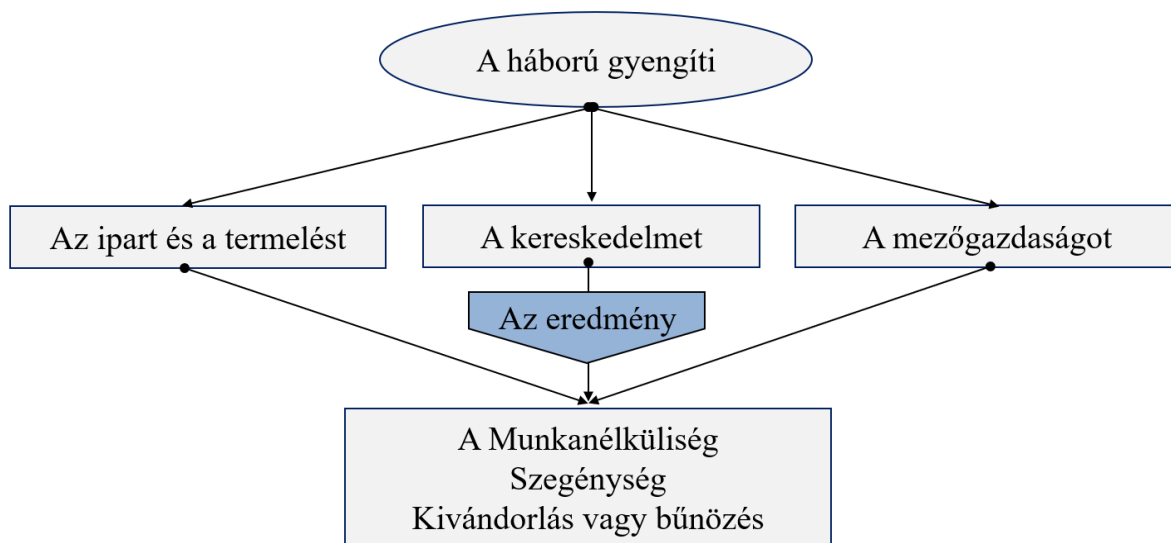 A háború gyengíti
Az ipart és a termelést
A kereskedelmet
A mezőgazdaságot
Az eredmény
A Munkanélküliség
Szegénység
Kivándorlás vagy bűnözés